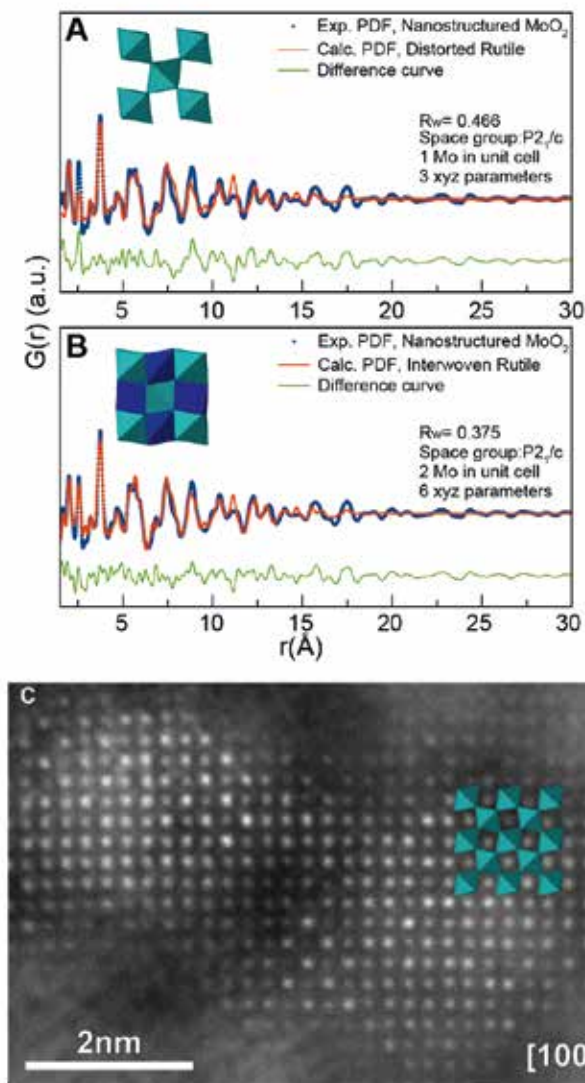 A
Exp. PDF, Nanostructured MoO₂
Calc. PDF, Distorted Rutile
Difference curve
Rw= 0.466
Space group:P2₁/c
1 Mo in unit cell
3 xyz parameters
5 10 15 20 25 30
G(r) (a.u.)
B
Exp. PDF, Nanostructured MoO₂
Calc. PDF, Interwoven Rutile
Difference curve
Rw= 0.375
Space group:P2₁/c
2 Mo in unit cell
6 xyz parameters
5 10 15 20 25 30
r(Å)
C
2nm
[100